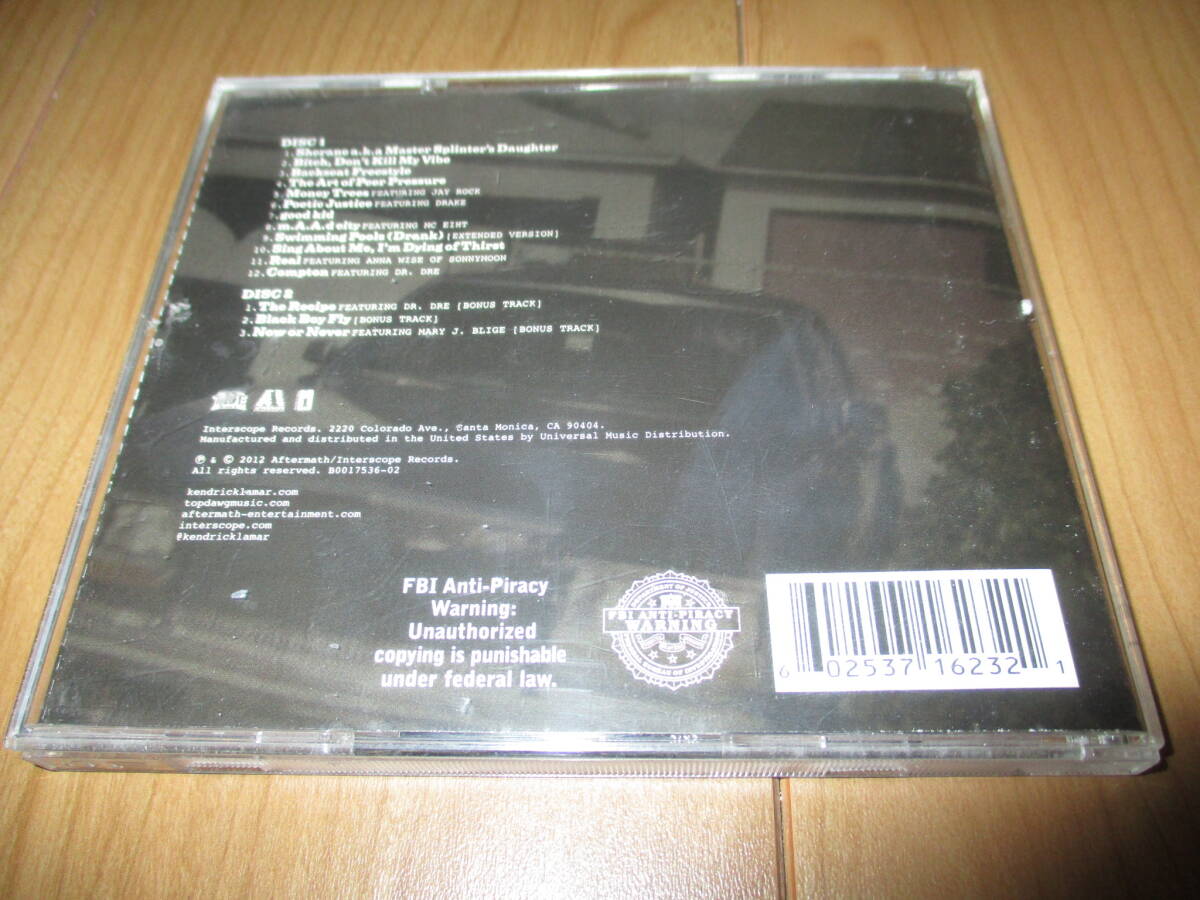 DISC 1
1. Sherane a.k.a Master Splinter's Daughter
2. Bitch, Don't Kill My Vibe
3. Backseat Freestyle
4. The Art of Peer Pressure
5. Money Trees FEATURING JAY ROCK
6. Poetic Justice FEATURING DRAKE
7. good kid
8. m.A.A.d city FEATURING MC EIHT
9. Swimming Pools (Drank) [EXTENDED VERSION]
10. Sing About Me, I'm Dying of Thirst
11. Real FEATURING ANNA WISE OF SONNYMOON
12. Compton FEATURING DR. DRE
DISC 2
1. The Recipe FEATURING DR. DRE [BONUS TRACK]
2. Black Boy Fly [BONUS TRACK]
3. Now or Never FEATURING MARY J. BLIGE [BONUS TRACK]
Interscope Records. 2220 Colorado Ave., Santa Monica, CA 90404.
Manufactured and distributed in the United States by Universal Music Distribution.
℗ & © 2012 Aftermath/Interscope Records.
All rights reserved. B0017536-02
kendricklamar.com
topdawgmusic.com
aftermath-entertainment.com
interscope.com
@kendricklamar
FBI Anti-Piracy
Warning:
Unauthorized
copying is punishable
under federal law.
FBI ANTI-PIRACY
WARNING
6 02537 16232 1